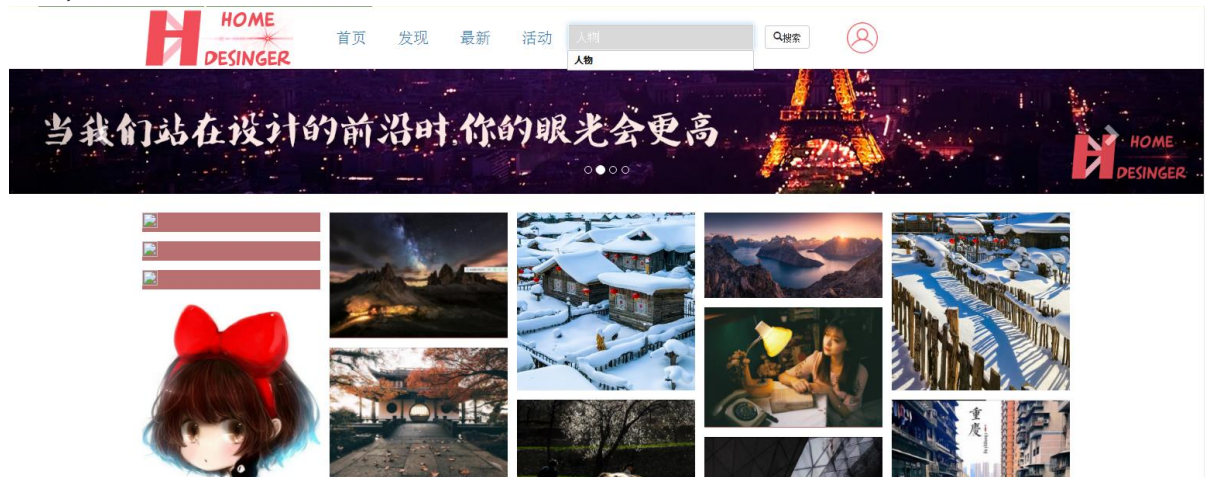 HOME
DESINGER
首页 发现 最新 活动 人物 搜索
人物
当我们站在设计的前沿时,你的眼光会更高
HOME
DESINGER
重慶